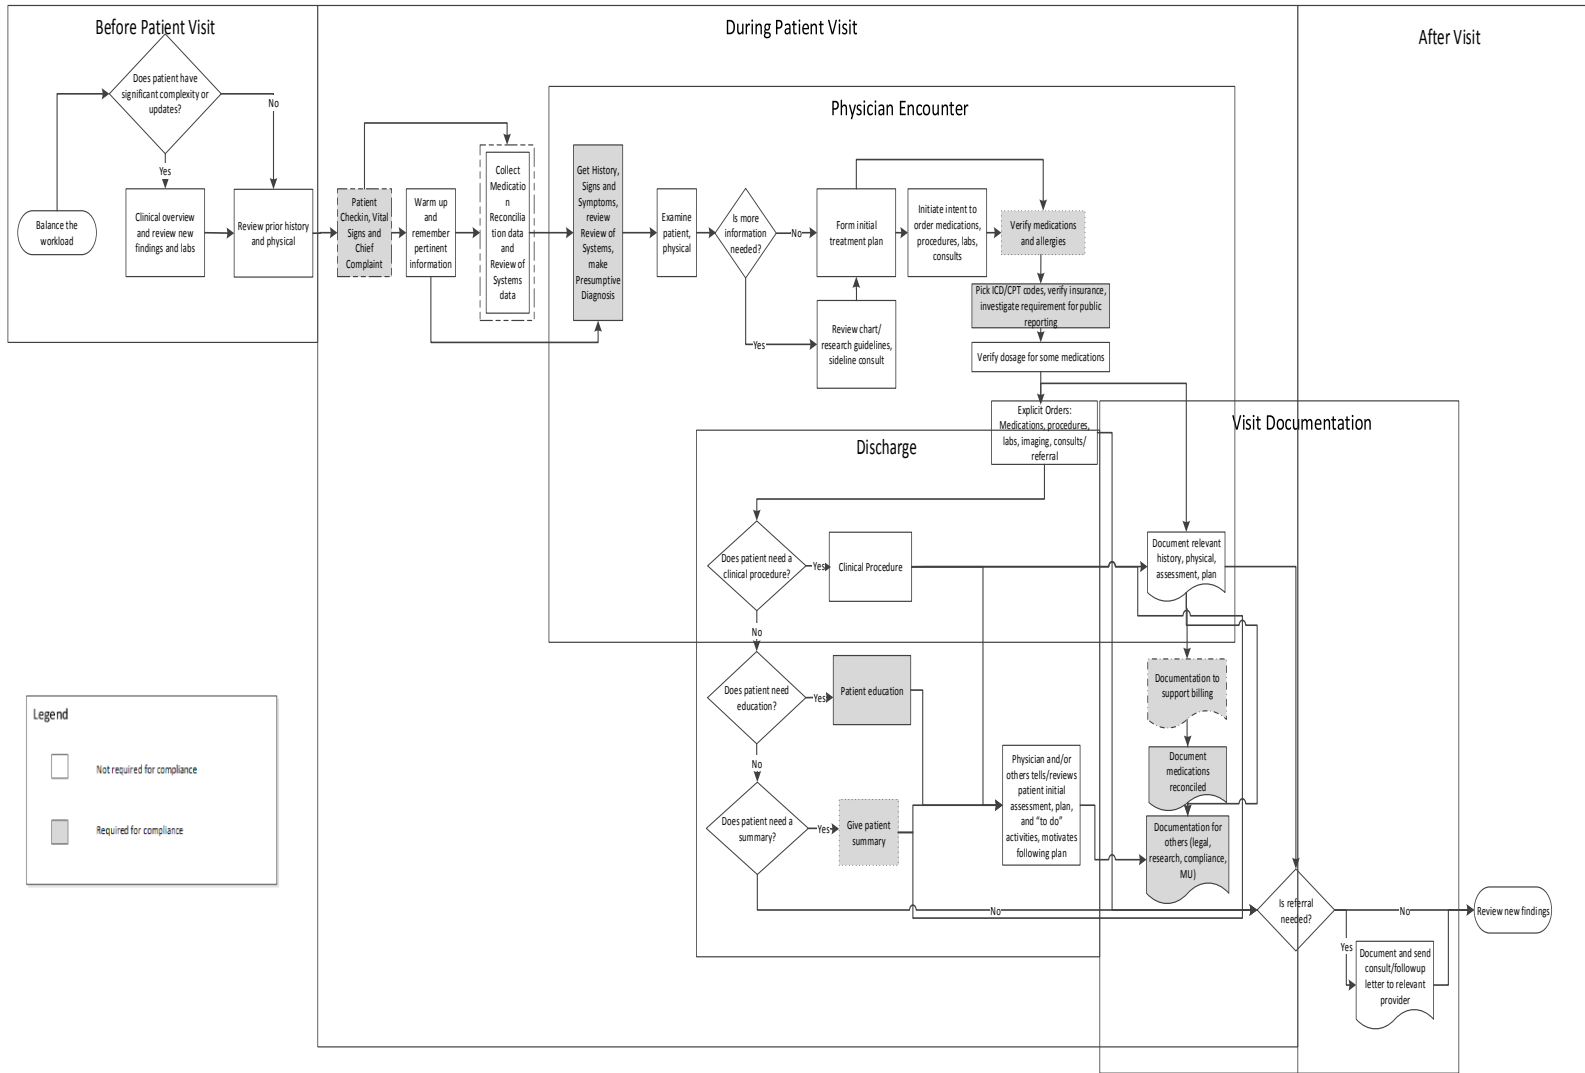 Before Patient Visit
During Patient Visit
After Visit
Does patient have
significant complexity or
updates?
No
Yes
Balance the
workload
Clinical overview
and review new
findings and labs
Review prior history
and physical
Patient
Checkin, Vital
Signs and
Chief
Complaint
Warm up
and
remember
pertinent
information
Collect
Medicatio
n
Reconcilia
tion data
and
Review of
Systems
data
Physician Encounter
Get History,
Signs and
Symptoms,
review
Review of
Systems,
make
Presumptive
Diagnosis
Examine
patient,
physical
Is more
information
needed?
No
Yes
Form initial
treatment plan
Review chart/
research guidelines,
sideline consult
Initiate intent to
order medications,
procedures, labs,
consults
Verify medications
and allergies
Pick ICD/CPT codes, verify insurance,
investigate requirement for public
reporting
Verify dosage for some medications
Explicit Orders:
Medications, procedures,
labs, imaging, consults/
referral
Discharge
Visit Documentation
Does patient need a
clinical procedure?
Yes
Clinical Procedure
No
Does patient need
education?
Yes
Patient education
No
Does patient need a
summary?
Yes
Give patient
summary
No
Physician and/or
others tells/reviews
patient initial
assessment, plan,
and “to do”
activities, motivates
following plan
Document relevant
history, physical,
assessment, plan
Documentation to
support billing
Document
medications
reconciled
Documentation for
others (legal,
research, compliance,
MU)
Is referral
needed?
No
Yes
Document and send
consult/followup
letter to relevant
provider
Review new findings
Legend
Not required for compliance
Required for compliance